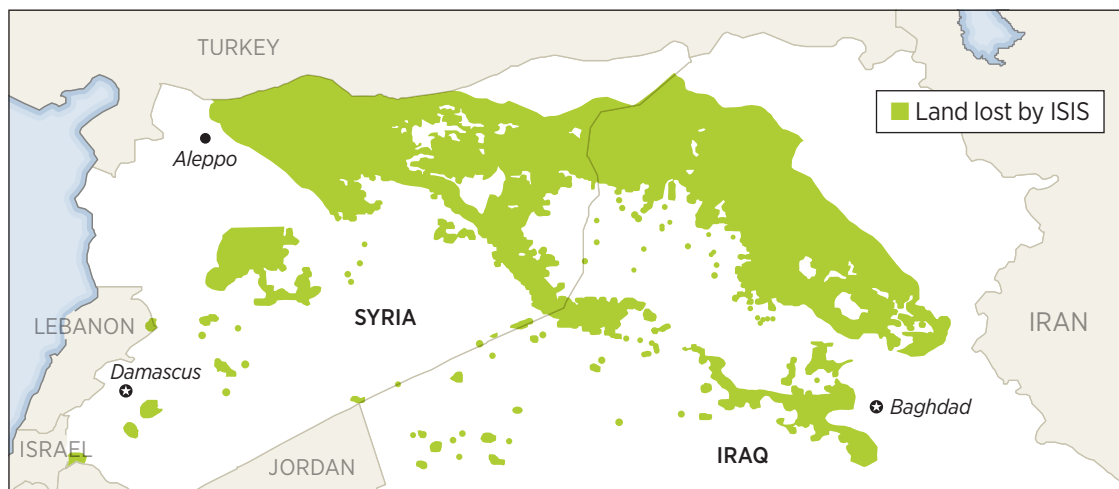 TURKEY
Land lost by ISIS
Aleppo
SYRIA
LEBANON
IRAN
Damascus
Baghdad
ISRAEL
JORDAN
IRAQ